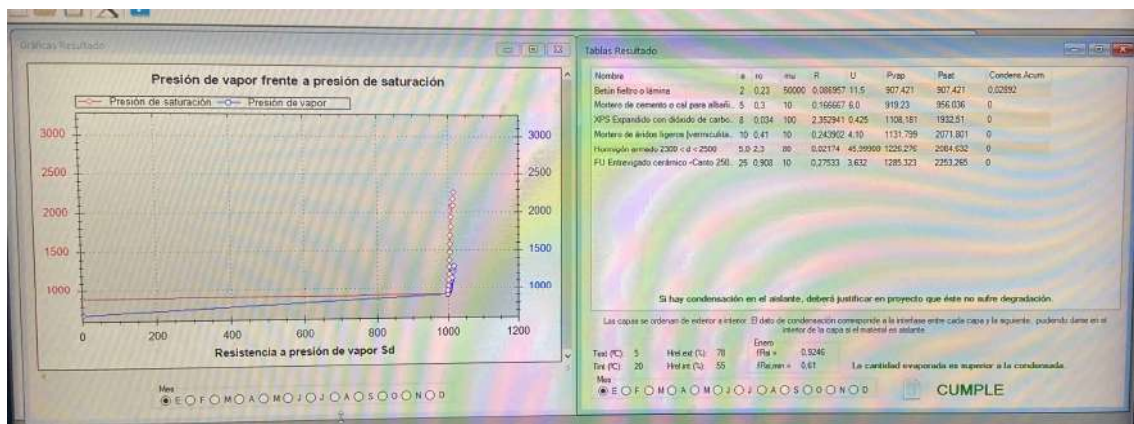 Gráficas Resultado
Presión de vapor frente a presión de saturación
Presión de saturación Presión de vapor
3000 3000
2500 2500
2000 2000
1500 1500
1000 1000
0 200 400 600 800 1000 1200
Resistencia a presión de vapor Sd
Mes
E F M A M J J A S O N D
Tablas Resultado
Nombre e ro mu R U Pvap Psat Condens.Acum
Betún fieltro o lámina 2 0,23 50000 0,086957 11.5 907,421 907,421 0,02892
Mortero de cemento o cal para albañi.. 5 0,3 10 0,166667 6.0 919.23 956,036 0
XPS Expandido con dióxido de carbo.. 8 0,034 100 2,352941 0.425 1108,181 1932,51 0
Mortero de áridos ligeros [vermiculita.. 10 0,41 10 0,243902 4.10 1131,799 2071,801 0
Hormigón armado 2300 < d < 2500 5,0 2,3 80 0,02174 1226,276 2084,632 0
FU Entrevigado cerámico -Canto 250.. 25 0,908 10 0,27533 3,632 1285,323 2253,265 0
Si hay condensación en el aislante, deberá justificar en proyecto que éste no sufre degradación.
Las capas se ordenan de exterior a interior. El dato de condensación corresponde a la interfase entre cada capa y la siguiente, pudiendo darse en el
interior de la capa si el material es aislante.
Enero
Text (ºC): 5 Hrel ext (%): 70 fRsi = 0,9246
Tint (ºC): 20 Hrel int (%): 55 fRsi,min = 0,61 La cantidad evaporada es superior a la condensada.
Mes
E F M A M J J A S O N D CUMPLE